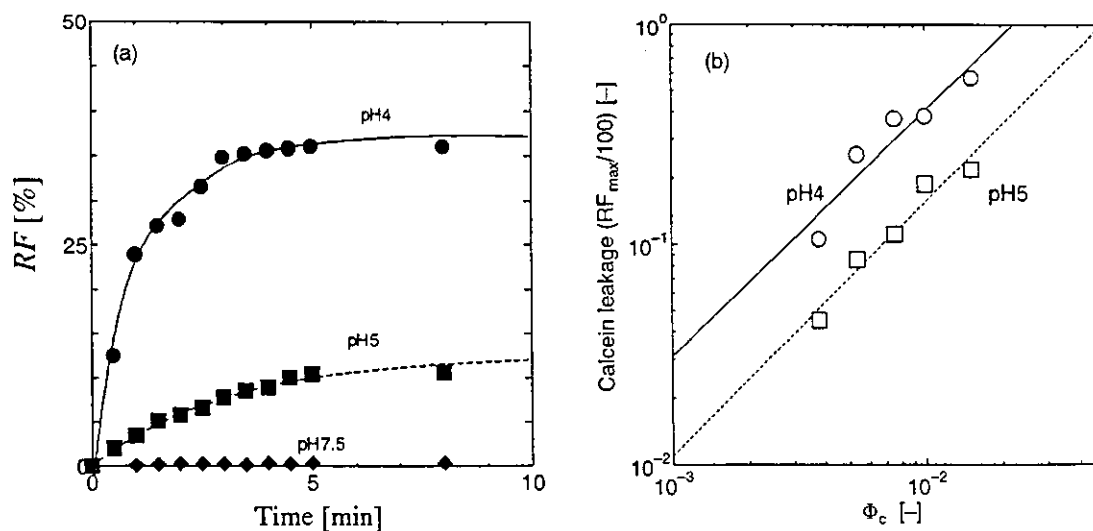 (a)
50
25
0
RF [%]
pH4
pH5
pH7.5
0
5
10
Time [min]
(b)
10⁰
10⁻¹
10⁻²
Calcein leakage (RFmax/100) [–]
pH4
pH5
10⁻³
10⁻²
Φc [–]